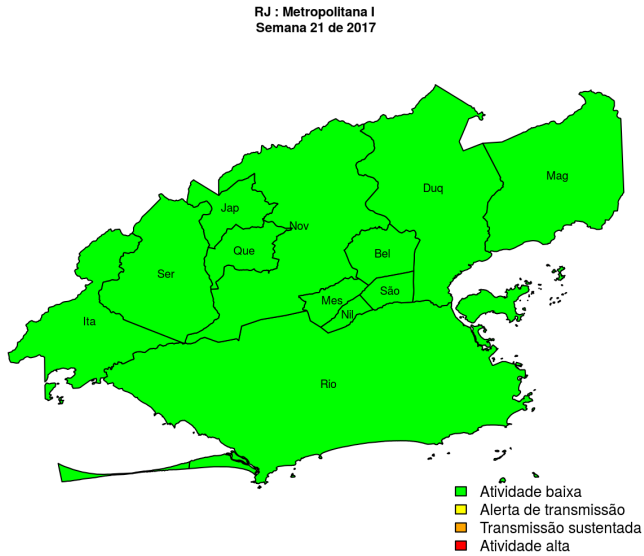 RJ : Metropolitana I
Semana 21 de 2017
Mag
Duq
Jap
Nov
Que
Bel
Ser
São
Mes
Nil
Ita
Rio
Atividade baixa
Alerta de transmissão
Transmissão sustentada
Atividade alta